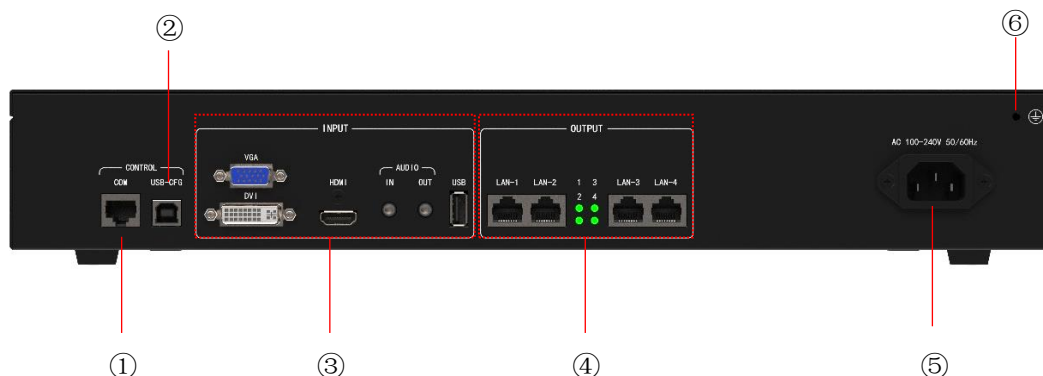 ②
⑥
INPUT
OUTPUT
AC 100-240V 50/60Hz
CONTROL
COM USB-CFG
VGA
DVI
HDMI
AUDIO
IN OUT
USB
LAN-1 LAN-2
1 3
2 4
LAN-3 LAN-4
① ③ ④ ⑤